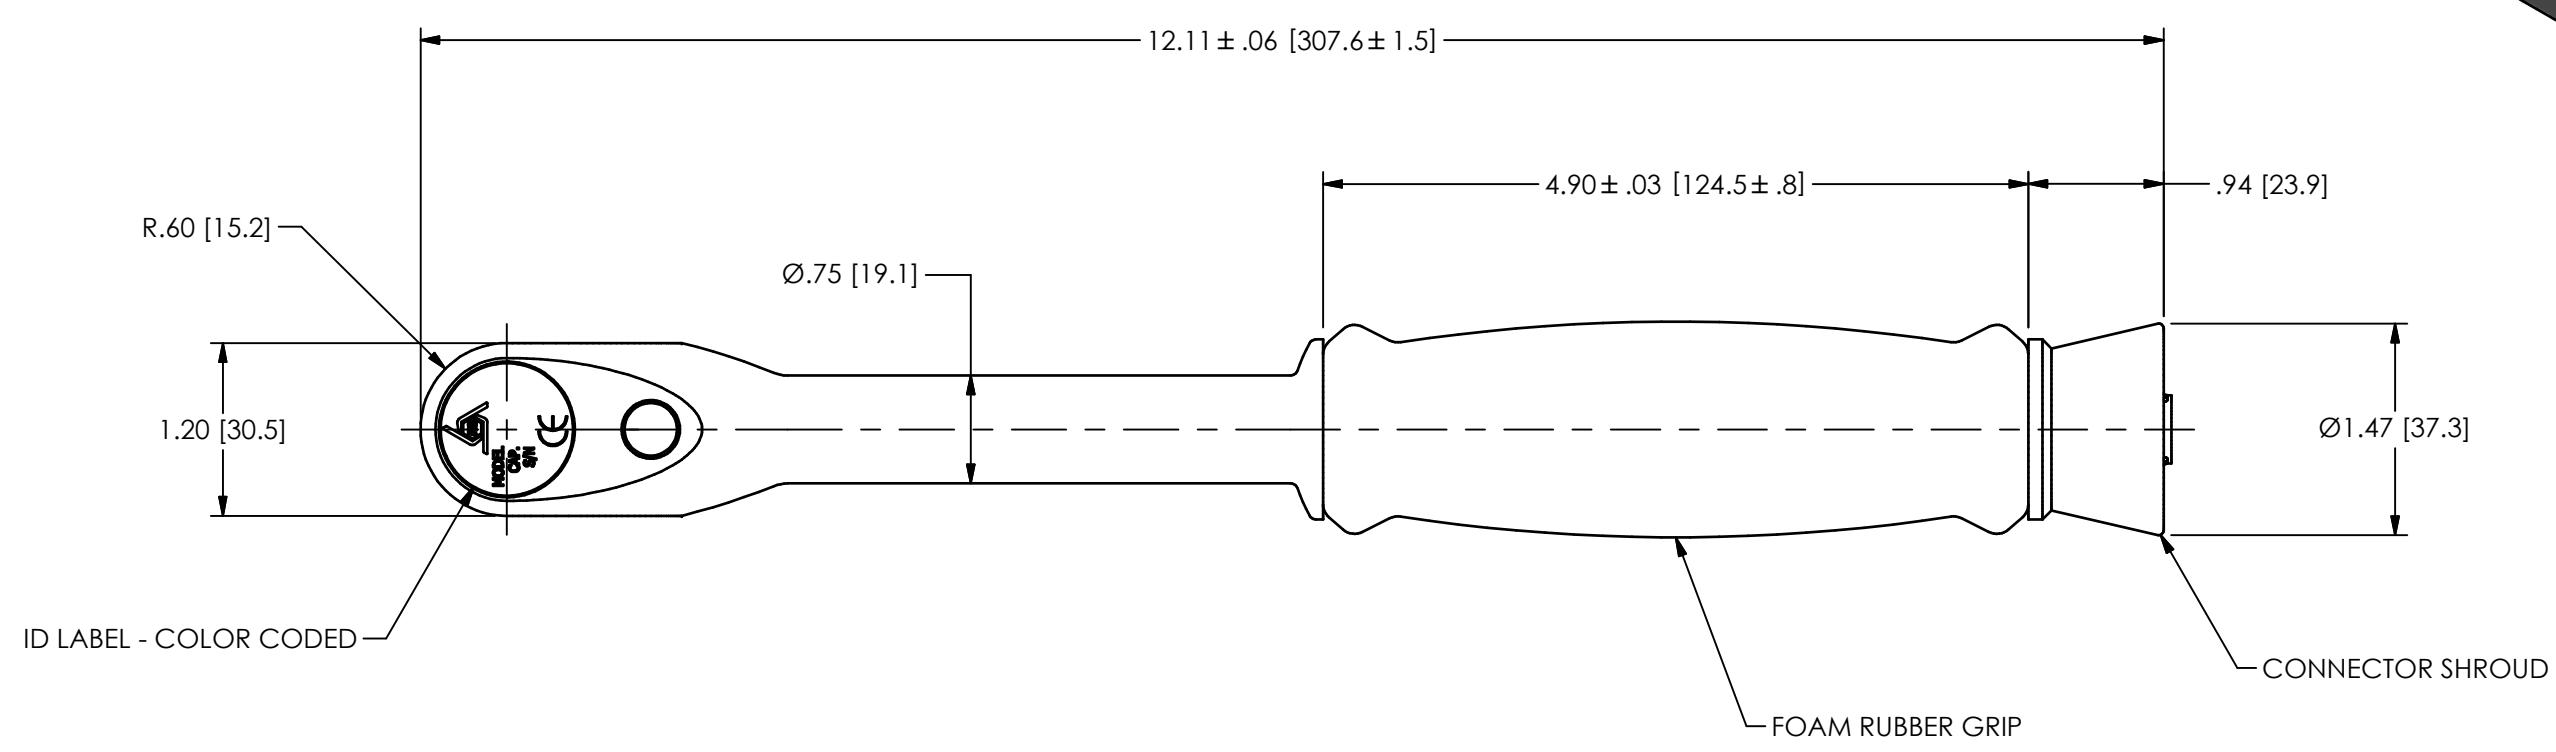 12.11± .06 [307.6± 1.5]
4.90± .03 [124.5± .8]
.94 [23.9]
R.60 [15.2]
Ø.75 [19.1]
1.20 [30.5]
Ø1.47 [37.3]
CE
MODEL
CAP.
S/N
ID LABEL - COLOR CODED
CONNECTOR SHROUD
FOAM RUBBER GRIP